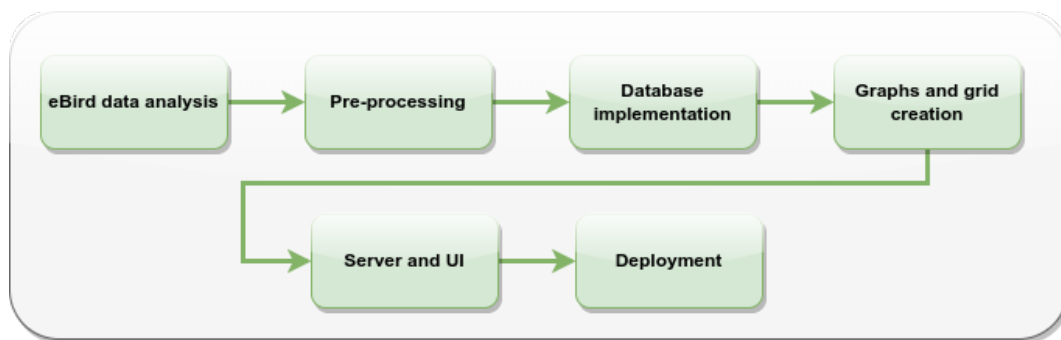 eBird data analysis
Pre-processing
Database
implementation
Graphs and grid
creation
Server and UI
Deployment